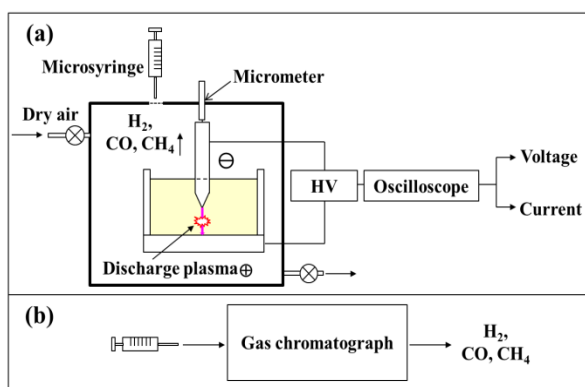 (a)
Microsyringe
Micrometer
Dry air
H₂,
CO, CH₄
⊖
HV
Oscilloscope
Voltage
Current
Discharge plasma⊕
(b)
Gas chromatograph
H₂,
CO, CH₄